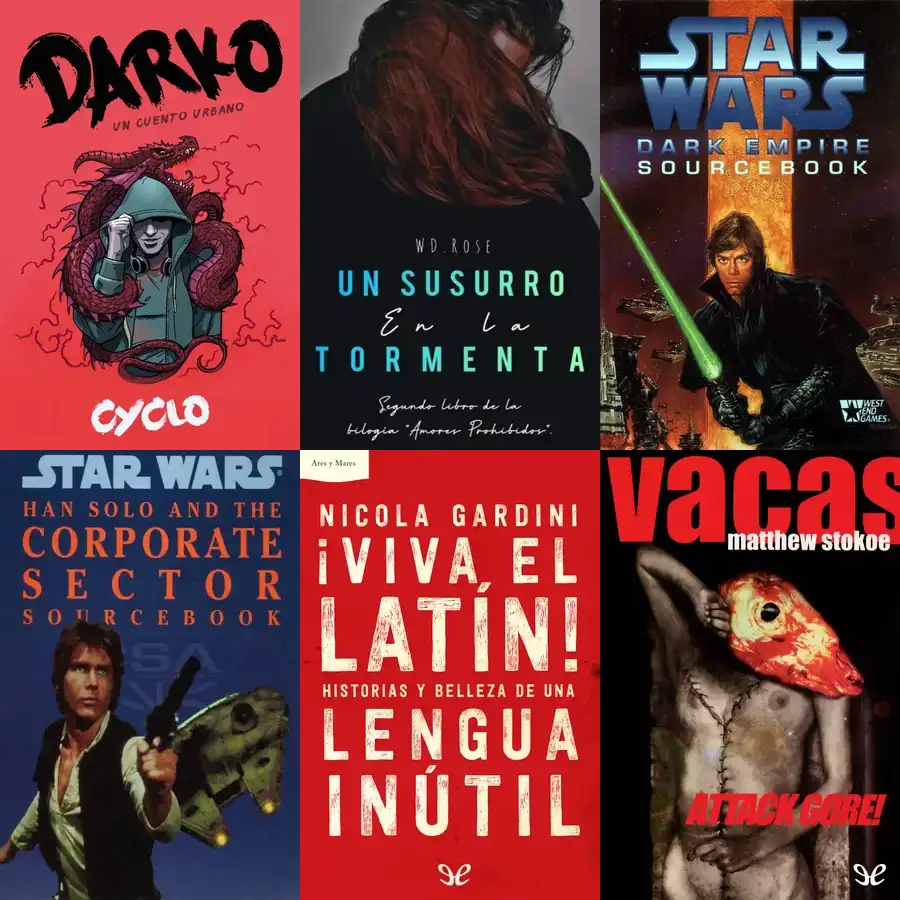 DARKO
UN CUENTO URBANO
CYCLO
WD.ROSE
UN SUSURRO
En la
TORMENTA
Segundo libro de la
bilogía "Amores Prohibidos".
STAR
WARS
DARK EMPIRE
SOURCEBOOK
WEST
END
GAMES
STAR WARS
HAN SOLO AND THE
CORPORATE
SECTOR
SOURCEBOOK
Ares y Mares
NICOLA GARDINI
¡VIVA EL
LATÍN!
HISTORIAS Y BELLEZA DE UNA
LENGUA
INÚTIL
vacas
matthew stokoe
ATTACK GORE!